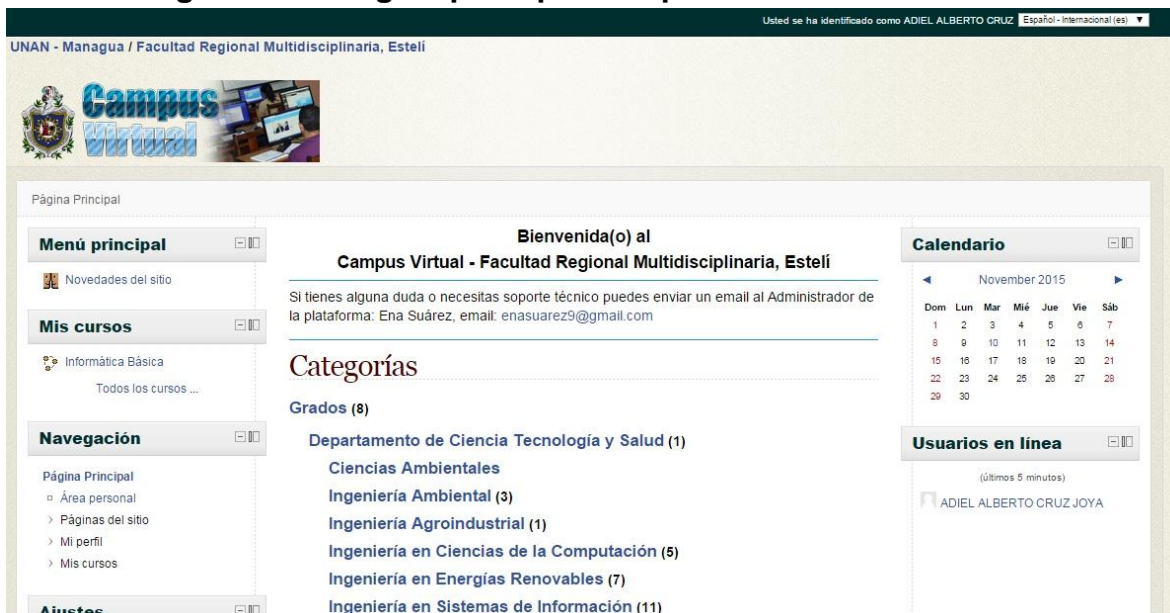 Usted se ha identificado como ADIEL ALBERTO CRUZ Español - Internacional (es) ▼
UNAN - Managua / Facultad Regional Multidisciplinaria, Estelí
Campus
Virtual
Página Principal
Menú principal
Novedades del sitio
Mis cursos
Informática Básica
Todos los cursos ...
Navegación
Página Principal
Área personal
Páginas del sitio
Mi perfil
Mis cursos
Ajustes
Bienvenida(o) al
Campus Virtual - Facultad Regional Multidisciplinaria, Estelí
Si tienes alguna duda o necesitas soporte técnico puedes enviar un email al Administrador de
la plataforma: Ena Suárez, email: enasuarez9@gmail.com
Categorías
Grados (8)
Departamento de Ciencia Tecnología y Salud (1)
Ciencias Ambientales
Ingeniería Ambiental (3)
Ingeniería Agroindustrial (1)
Ingeniería en Ciencias de la Computación (5)
Ingeniería en Energías Renovables (7)
Ingeniería en Sistemas de Información (11)
Calendario
◄ November 2015 ►
Dom Lun Mar Mié Jue Vie Sáb
1 2 3 4 5 6 7
8 9 10 11 12 13 14
15 16 17 18 19 20 21
22 23 24 25 26 27 28
29 30
Usuarios en línea
(últimos 5 minutos)
ADIEL ALBERTO CRUZ JOYA